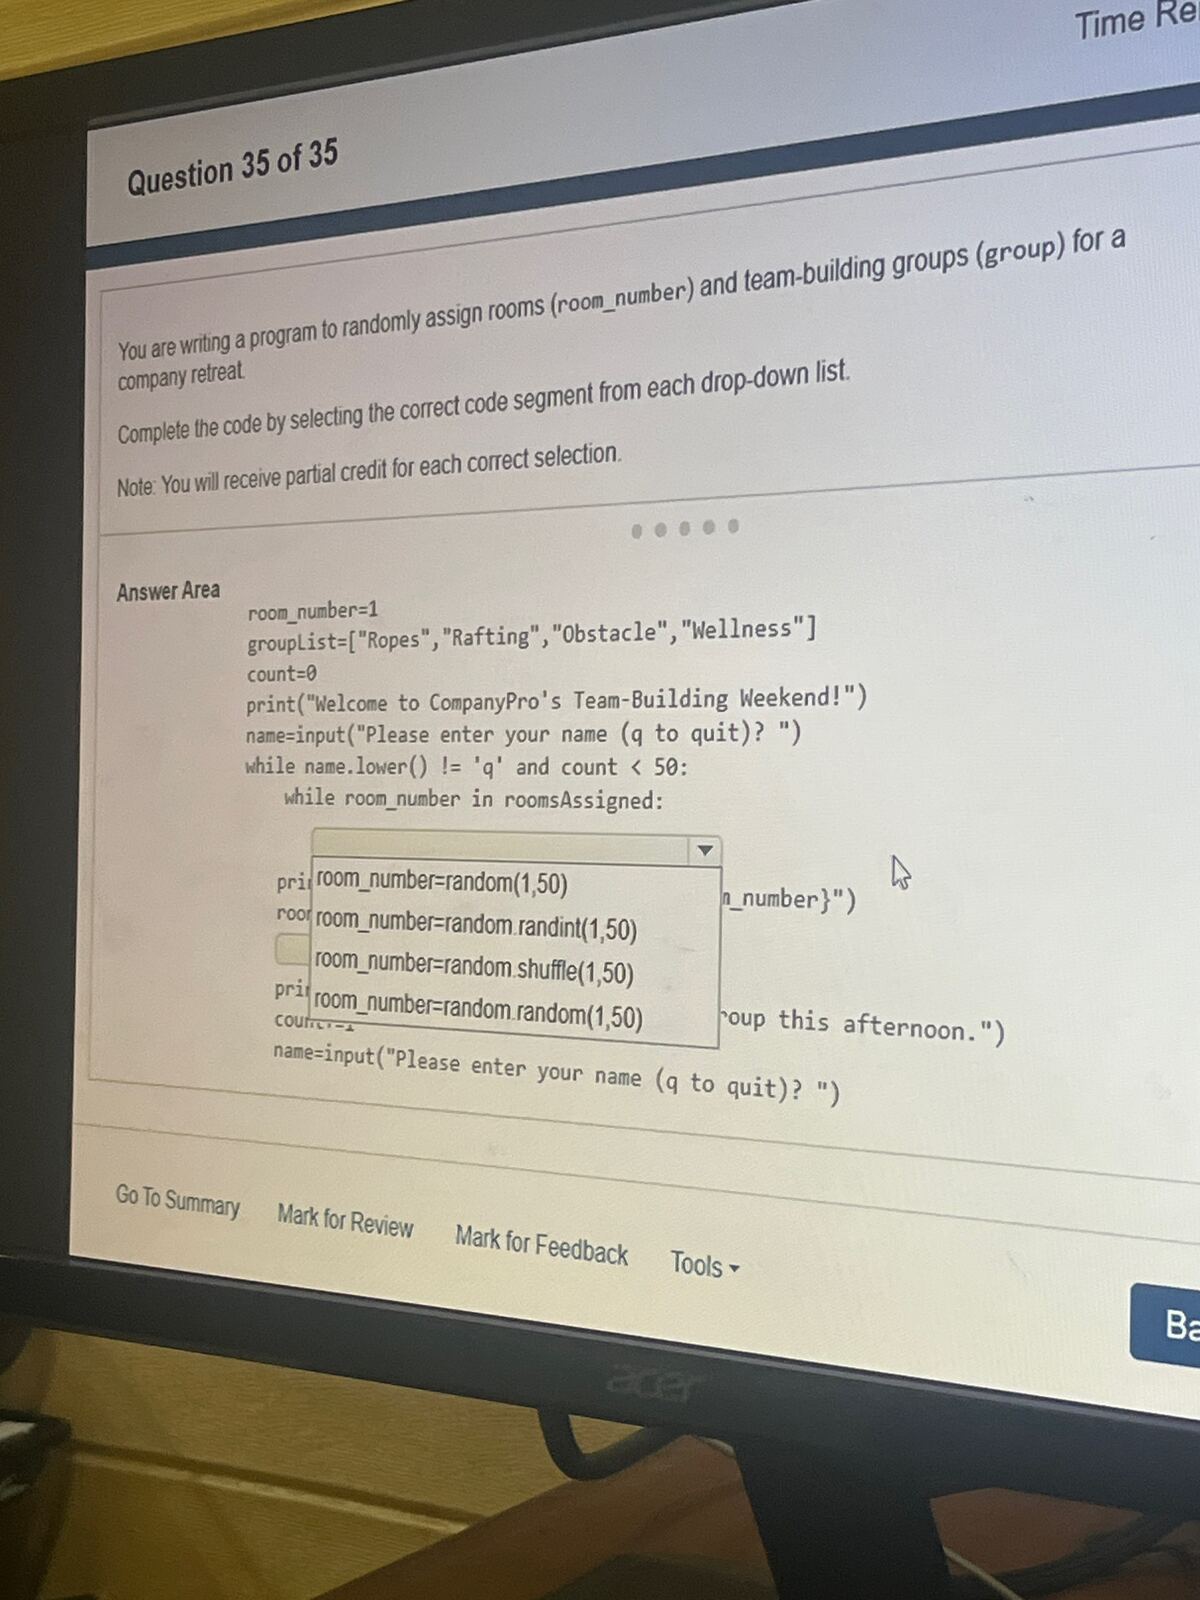 Time Re
Question 35 of 35
You are writing a program to randomly assign rooms (room_number) and team-building groups (group) for a
company retreat.
Complete the code by selecting the correct code segment from each drop-down list.
Note: You will receive partial credit for each correct selection.
Answer Area
room_number=1
groupList=["Ropes","Rafting","Obstacle","Wellness"]
count=0
print("Welcome to CompanyPro's Team-Building Weekend!")
name=input("Please enter your name (q to quit)? ")
while name.lower() != 'q' and count < 50:
while room_number in roomsAssigned:
room_number=random(1,50)
pri n_number}")
room_number=random.randint(1,50)
roo
room_number=random.shuffle(1,50)
room_number=random.random(1,50)
pri oup this afternoon.")
name=input("Please enter your name (q to quit)? ")
Go To Summary Mark for Review Mark for Feedback Tools
Ba
acer